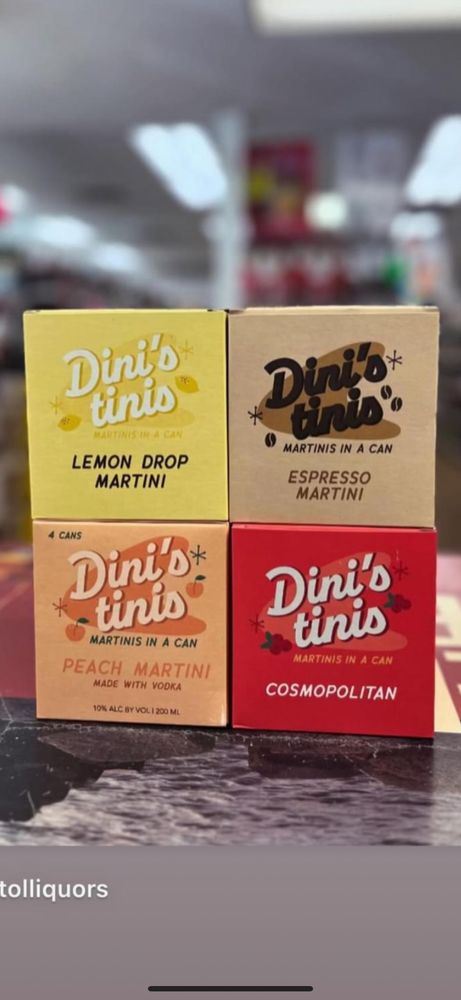 Dini's
tinis
MARTINIS IN A CAN
LEMON DROP
MARTINI
Dini's
tinis
MARTINIS IN A CAN
ESPRESSO
MARTINI
4 CANS
Dini's
tinis
MARTINIS IN A CAN
PEACH MARTINI
MADE WITH VODKA
10% ALC BY VOL | 200 ML
Dini's
tinis
MARTINIS IN A CAN
COSMOPOLITAN
tolliquors